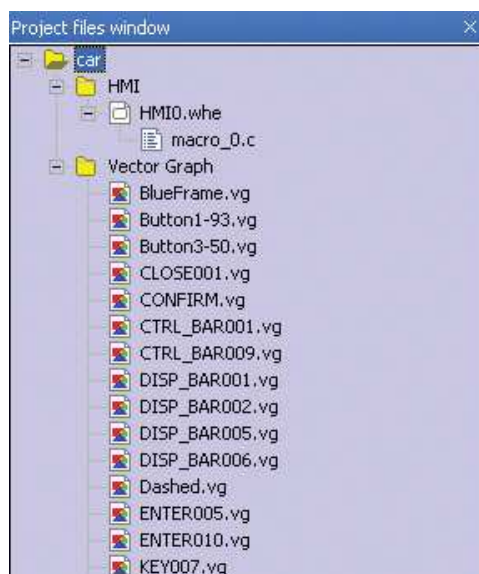 Project files window
car
HMI
HMI0.whe
macro_0.c
Vector Graph
BlueFrame.vg
Button1-93.vg
Button3-50.vg
CLOSE001.vg
CONFIRM.vg
CTRL_BAR001.vg
CTRL_BAR009.vg
DISP_BAR001.vg
DISP_BAR002.vg
DISP_BAR005.vg
DISP_BAR006.vg
Dashed.vg
ENTER005.vg
ENTER010.vg
KEY007.vg